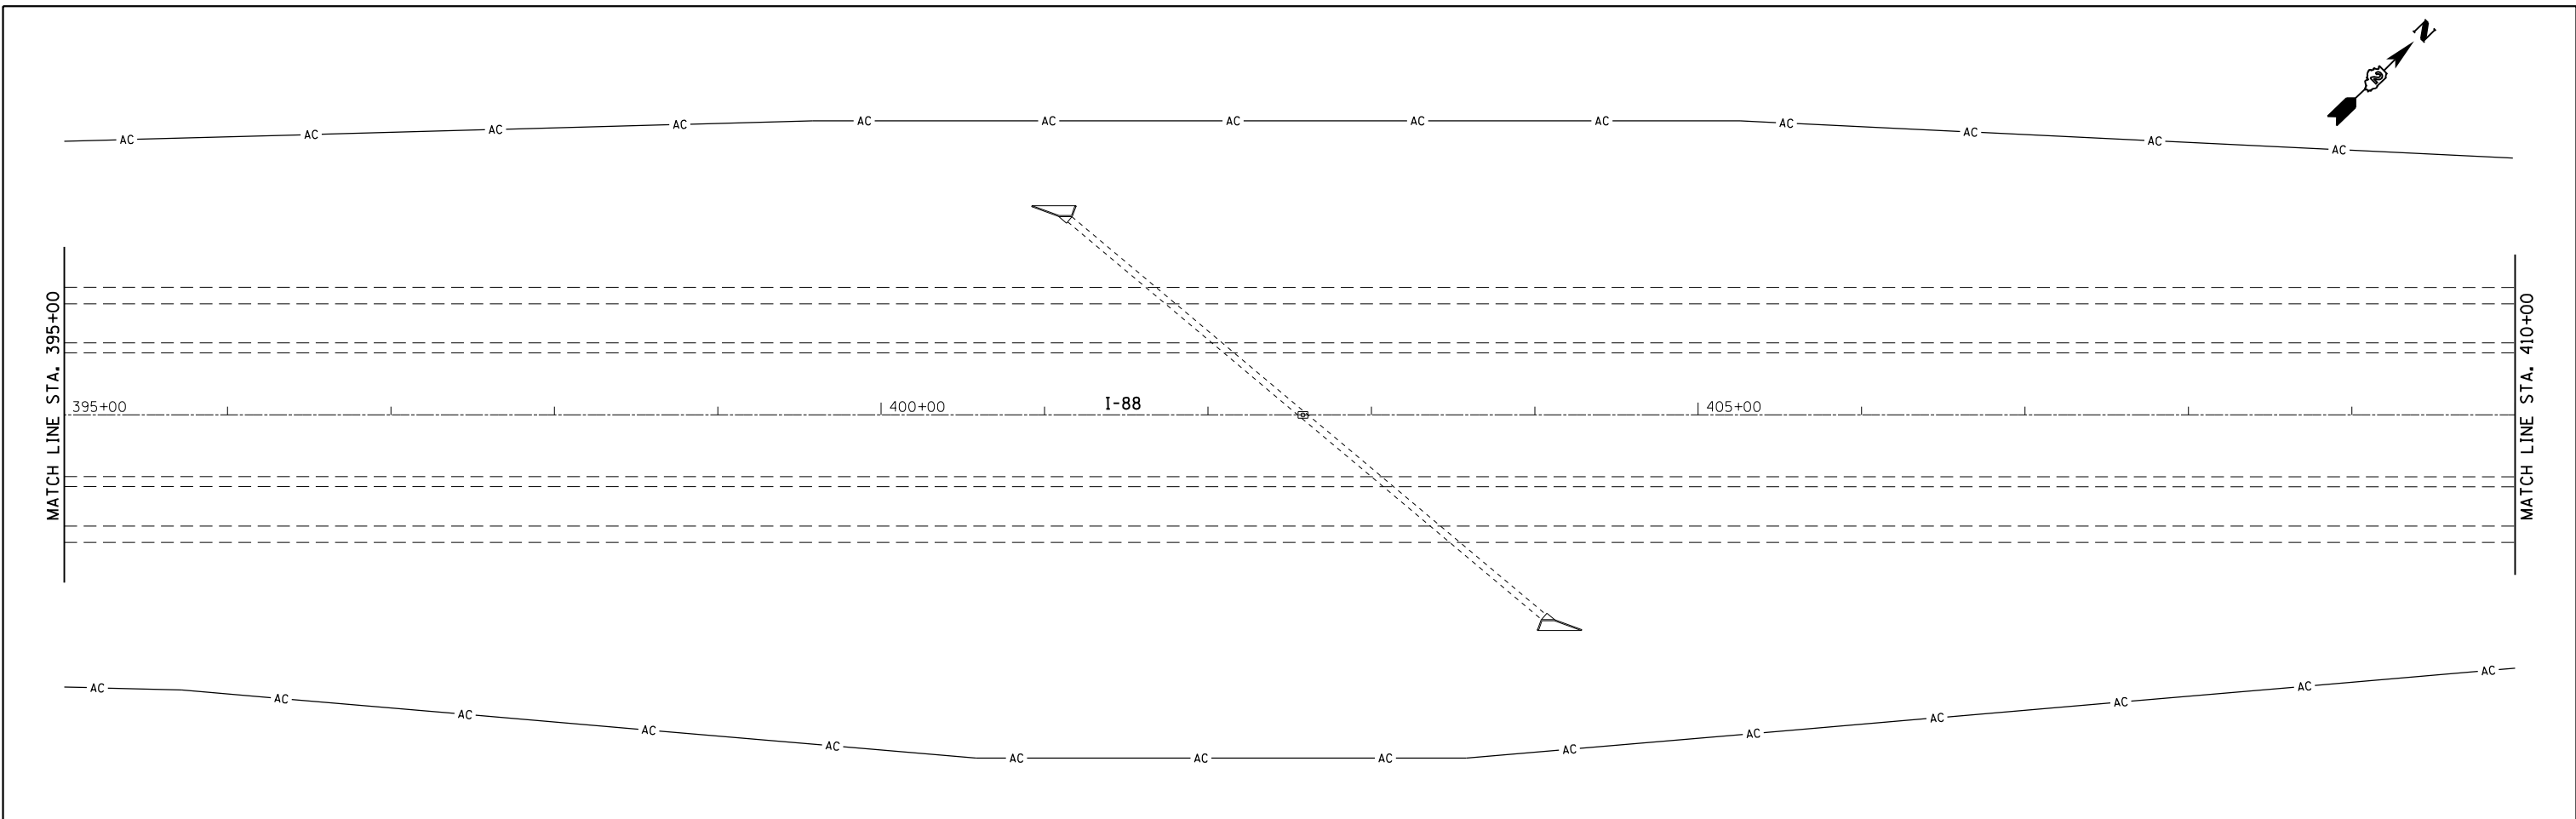 N
2
AC AC AC AC AC AC AC AC AC AC AC AC AC
MATCH LINE STA. 395+00
395+00 400+00 I-88 405+00
MATCH LINE STA. 410+00
AC AC AC AC AC AC AC AC AC AC AC AC AC AC